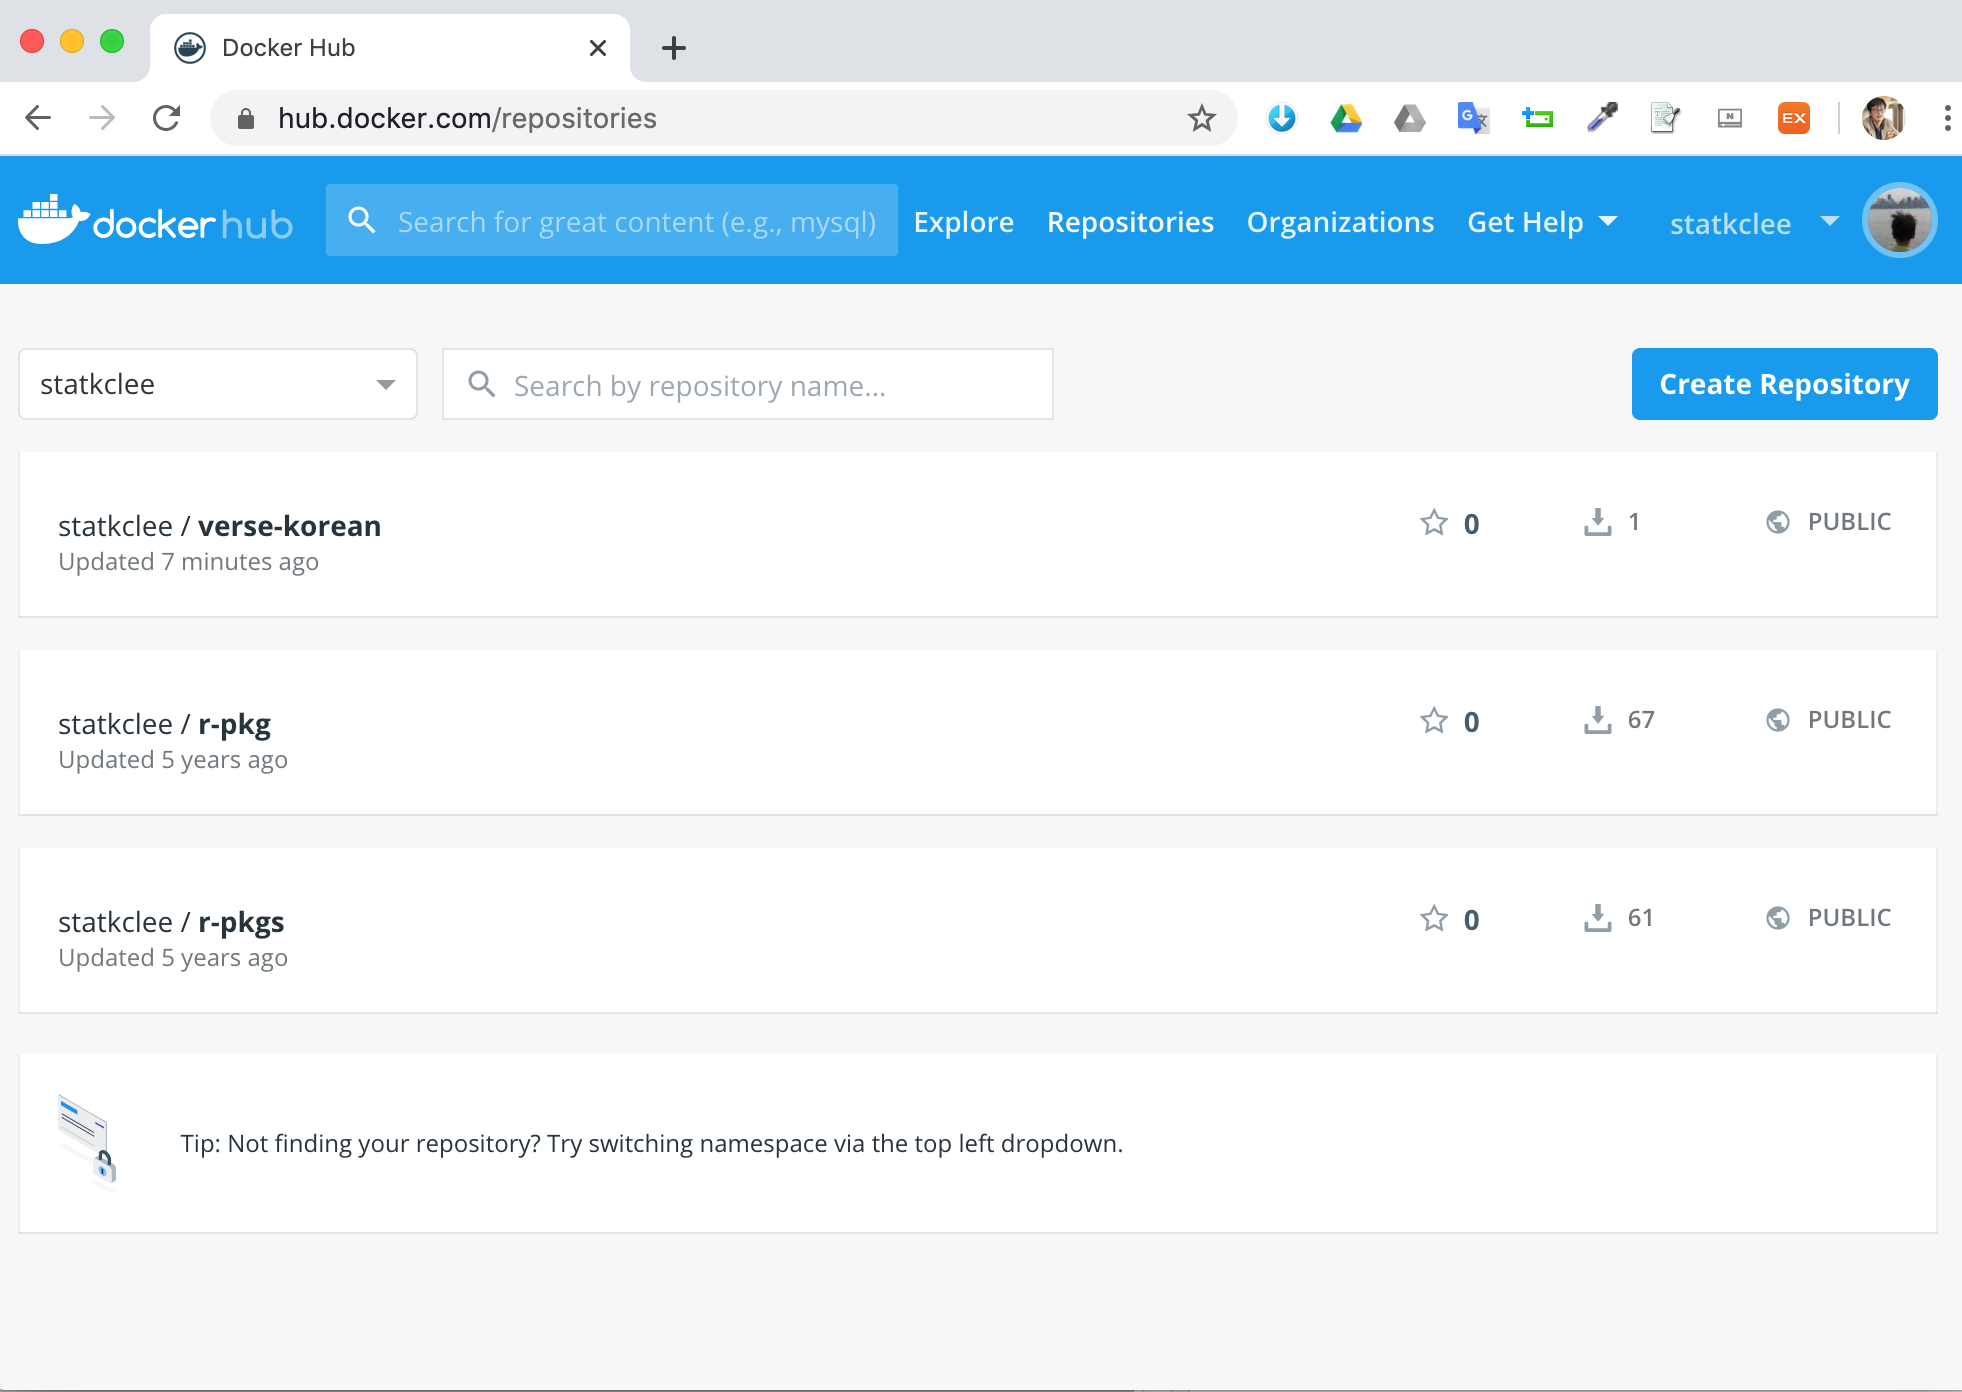 Docker Hub
hub.docker.com/repositories
G
N
EX
docker hub
Search for great content (e.g., mysql)
Explore
Repositories
Organizations
Get Help
statkclee
statkclee
Search by repository name...
Create Repository
statkclee / verse-korean
0
1
PUBLIC
Updated 7 minutes ago
statkclee / r-pkg
0
67
PUBLIC
Updated 5 years ago
statkclee / r-pkgs
0
61
PUBLIC
Updated 5 years ago
Tip: Not finding your repository? Try switching namespace via the top left dropdown.